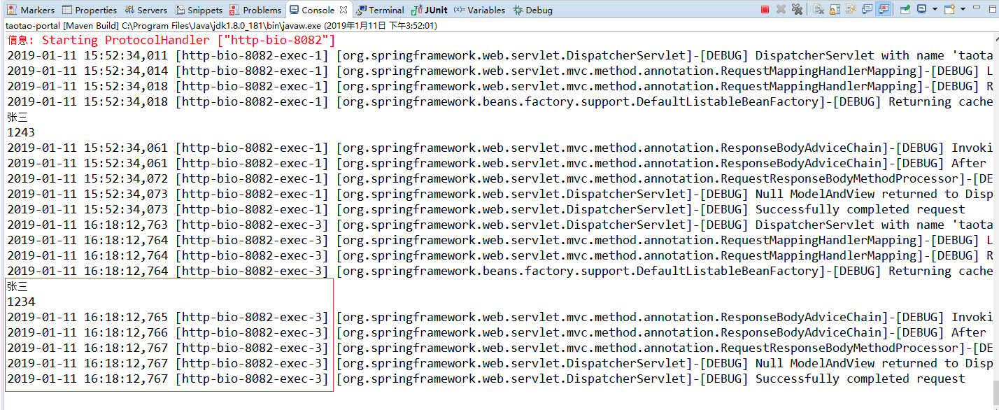 Markers Properties Servers Snippets Problems Console Terminal JUnit (x)= Variables Debug
taotao-portal [Maven Build] C:\Program Files\Java\jdk1.8.0_181\bin\javaw.exe (2019年1月11日 下午3:52:01)
信息: Starting ProtocolHandler ["http-bio-8082"]
2019-01-11 15:52:34,011 [http-bio-8082-exec-1] [org.springframework.web.servlet.DispatcherServlet]-[DEBUG] DispatcherServlet with name 'taota
2019-01-11 15:52:34,014 [http-bio-8082-exec-1] [org.springframework.web.servlet.mvc.method.annotation.RequestMappingHandlerMapping]-[DEBUG] L
2019-01-11 15:52:34,018 [http-bio-8082-exec-1] [org.springframework.web.servlet.mvc.method.annotation.RequestMappingHandlerMapping]-[DEBUG] R
2019-01-11 15:52:34,018 [http-bio-8082-exec-1] [org.springframework.beans.factory.support.DefaultListableBeanFactory]-[DEBUG] Returning cache
张三
1243
2019-01-11 15:52:34,061 [http-bio-8082-exec-1] [org.springframework.web.servlet.mvc.method.annotation.ResponseBodyAdviceChain]-[DEBUG] Invoki
2019-01-11 15:52:34,061 [http-bio-8082-exec-1] [org.springframework.web.servlet.mvc.method.annotation.ResponseBodyAdviceChain]-[DEBUG] After
2019-01-11 15:52:34,072 [http-bio-8082-exec-1] [org.springframework.web.servlet.mvc.method.annotation.RequestResponseBodyMethodProcessor]-[DE
2019-01-11 15:52:34,073 [http-bio-8082-exec-1] [org.springframework.web.servlet.DispatcherServlet]-[DEBUG] Null ModelAndView returned to Disp
2019-01-11 15:52:34,073 [http-bio-8082-exec-1] [org.springframework.web.servlet.DispatcherServlet]-[DEBUG] Successfully completed request
2019-01-11 16:18:12,763 [http-bio-8082-exec-3] [org.springframework.web.servlet.DispatcherServlet]-[DEBUG] DispatcherServlet with name 'taota
2019-01-11 16:18:12,764 [http-bio-8082-exec-3] [org.springframework.web.servlet.mvc.method.annotation.RequestMappingHandlerMapping]-[DEBUG] L
2019-01-11 16:18:12,764 [http-bio-8082-exec-3] [org.springframework.web.servlet.mvc.method.annotation.RequestMappingHandlerMapping]-[DEBUG] R
2019-01-11 16:18:12,764 [http-bio-8082-exec-3] [org.springframework.beans.factory.support.DefaultListableBeanFactory]-[DEBUG] Returning cache
张三
1234
2019-01-11 16:18:12,765 [http-bio-8082-exec-3] [org.springframework.web.servlet.mvc.method.annotation.ResponseBodyAdviceChain]-[DEBUG] Invoki
2019-01-11 16:18:12,766 [http-bio-8082-exec-3] [org.springframework.web.servlet.mvc.method.annotation.ResponseBodyAdviceChain]-[DEBUG] After
2019-01-11 16:18:12,767 [http-bio-8082-exec-3] [org.springframework.web.servlet.mvc.method.annotation.RequestResponseBodyMethodProcessor]-[DE
2019-01-11 16:18:12,767 [http-bio-8082-exec-3] [org.springframework.web.servlet.DispatcherServlet]-[DEBUG] Null ModelAndView returned to Disp
2019-01-11 16:18:12,767 [http-bio-8082-exec-3] [org.springframework.web.servlet.DispatcherServlet]-[DEBUG] Successfully completed request